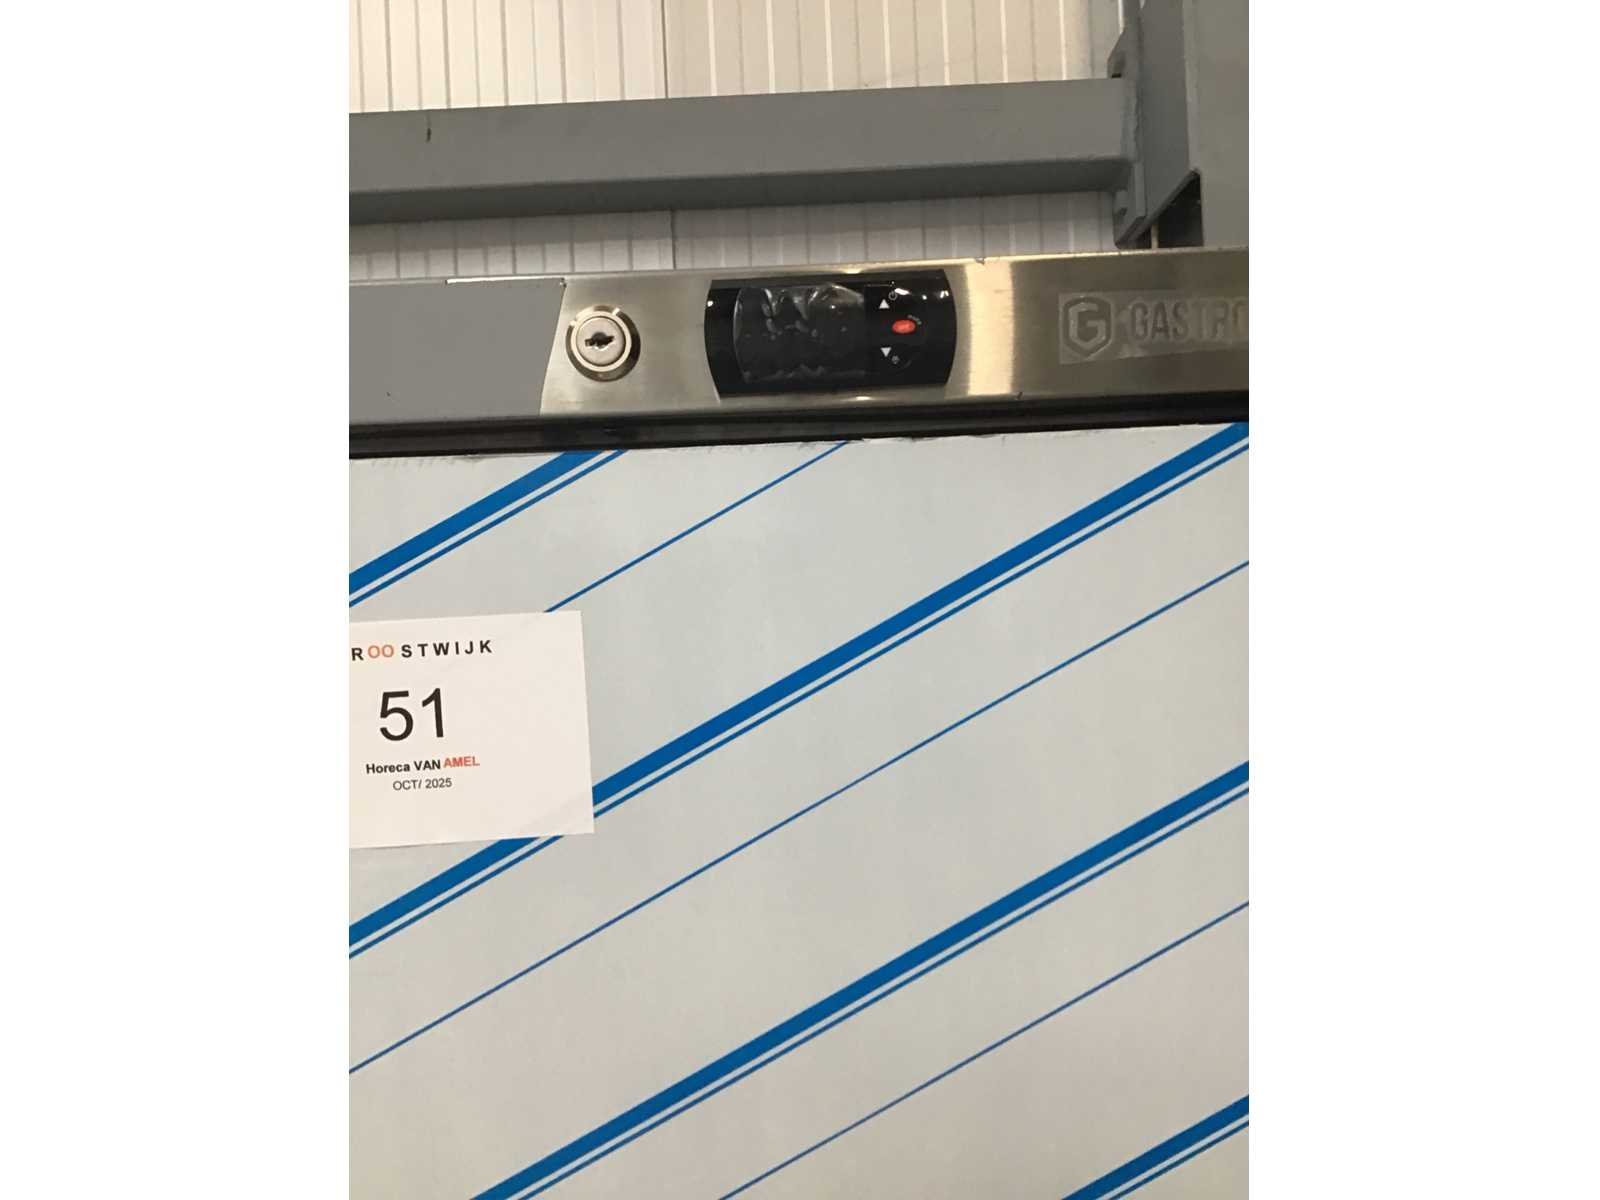 GASTRO
ROOSTWIJK
51
Horeca VAN AMEL
OCT/ 2025